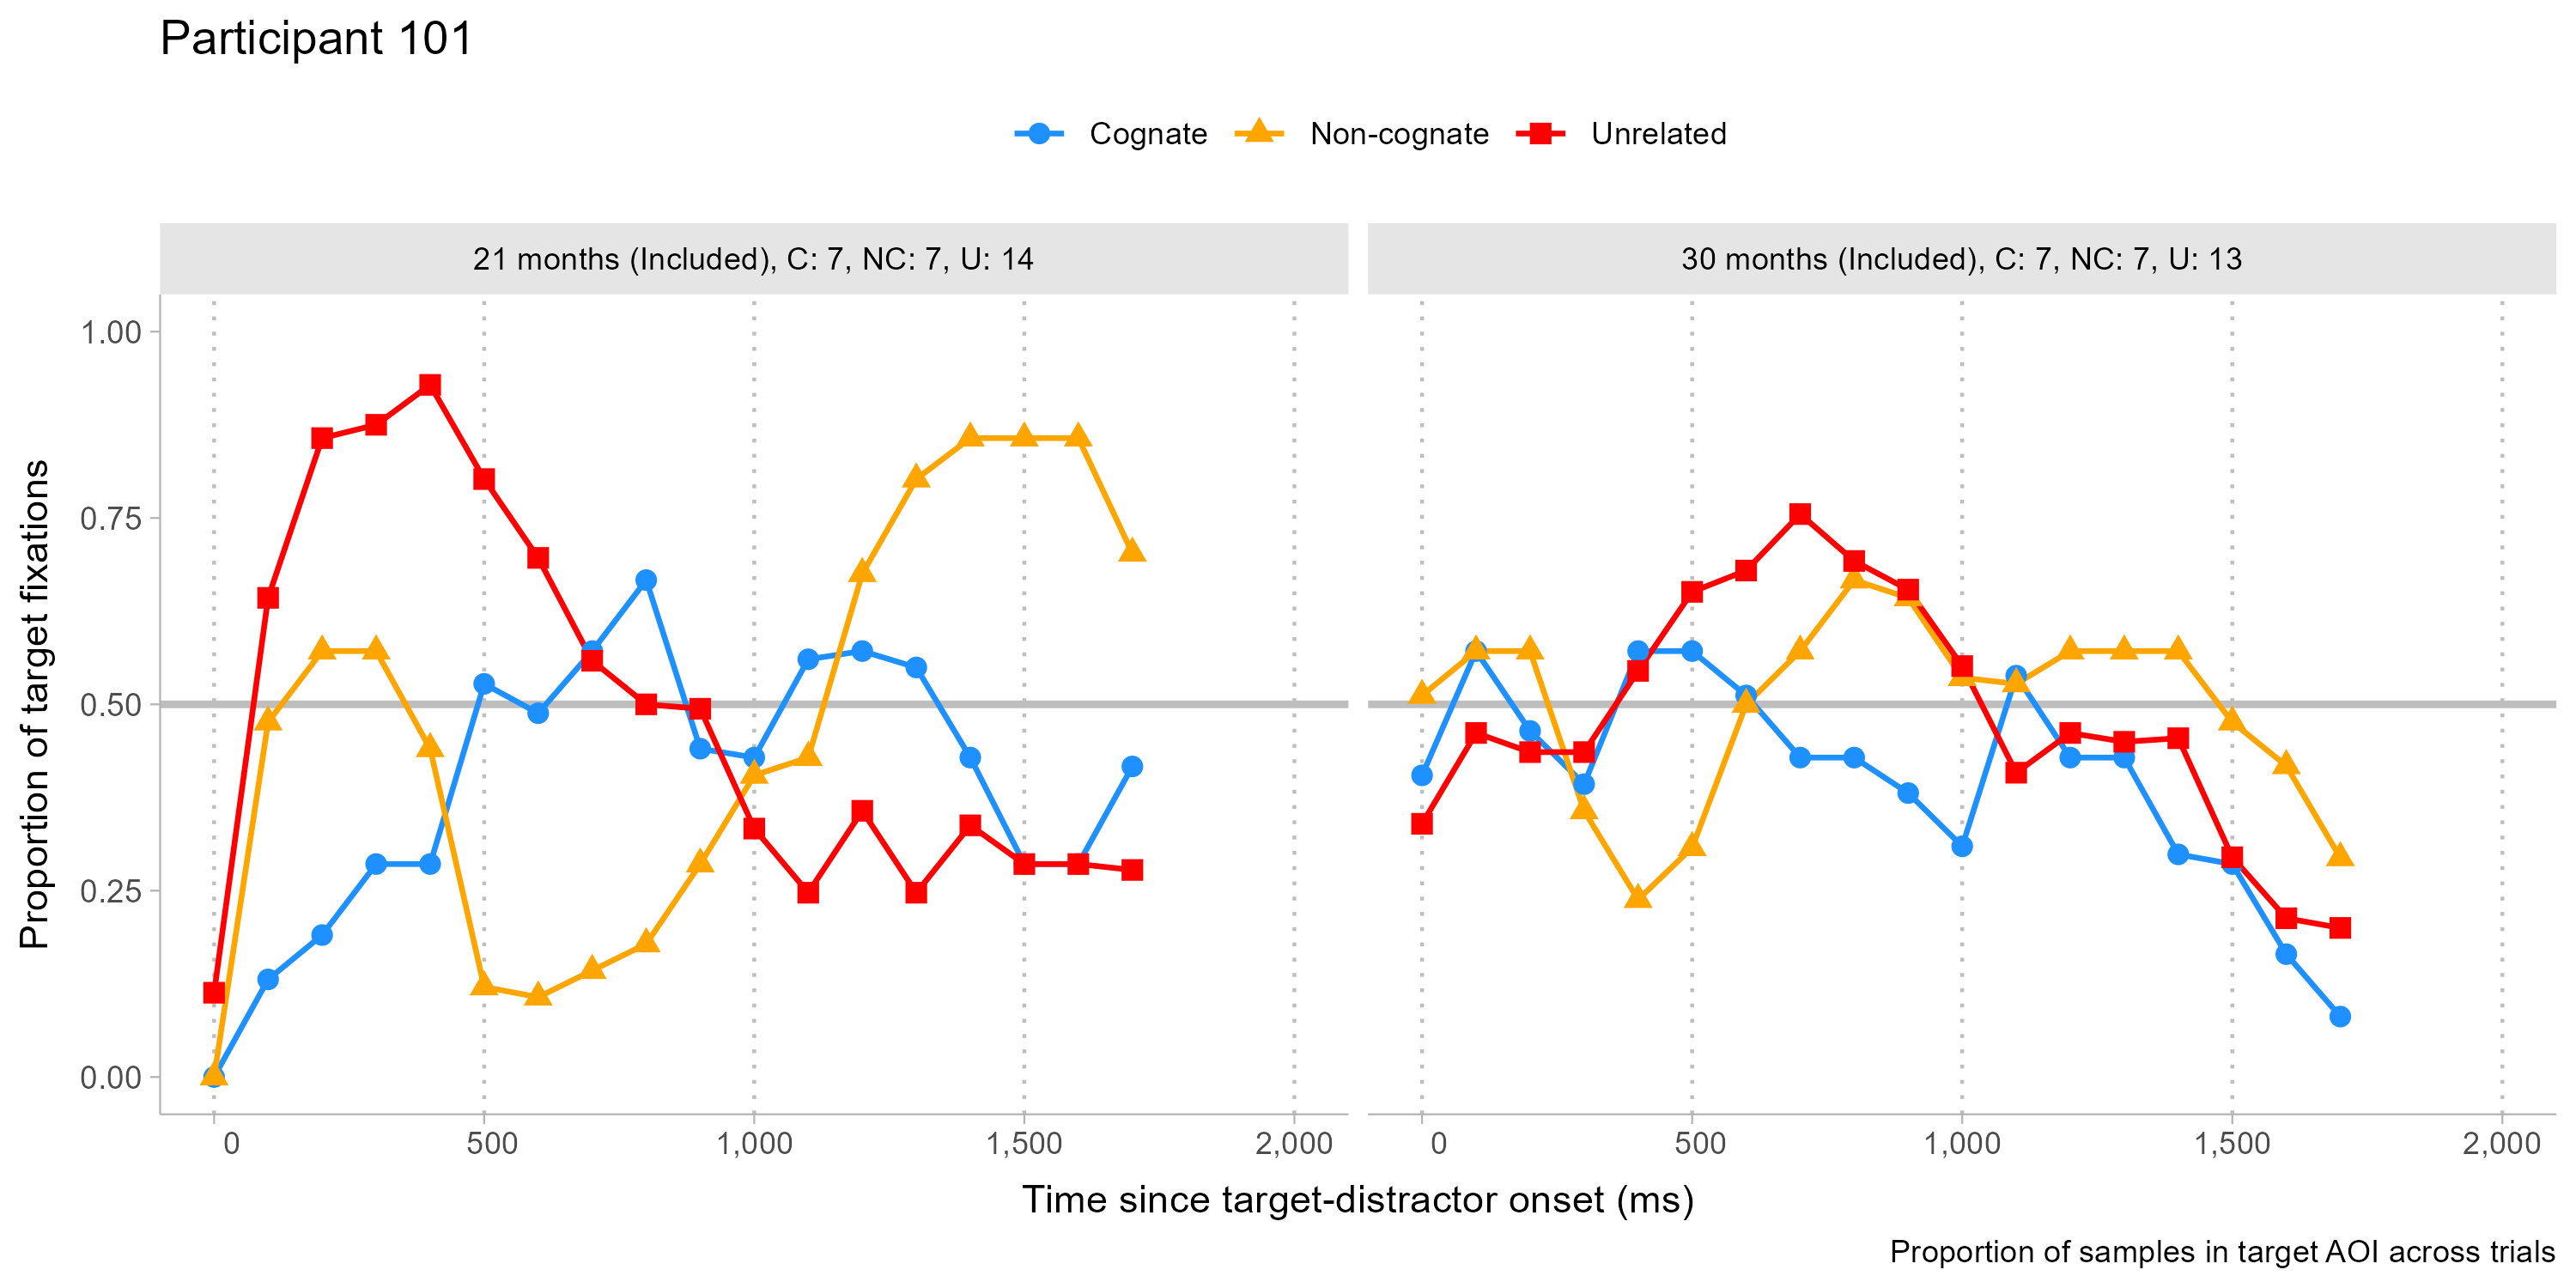 Participant 101
Cognate Non-cognate Unrelated
21 months (Included), C: 7, NC: 7, U: 14
30 months (Included), C: 7, NC: 7, U: 13
Proportion of target fixations
1.00
0.75
0.50
0.25
0.00
0 500 1,000 1,500 2,000
0 500 1,000 1,500 2,000
Time since target-distractor onset (ms)
Proportion of samples in target AOI across trials